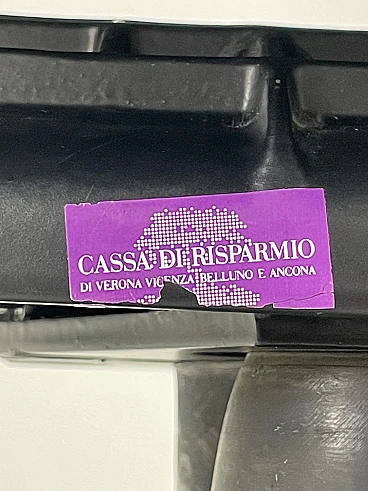 CASSA DI RISPARMIO
DI VERONA VICENZA BELLUNO E ANCONA